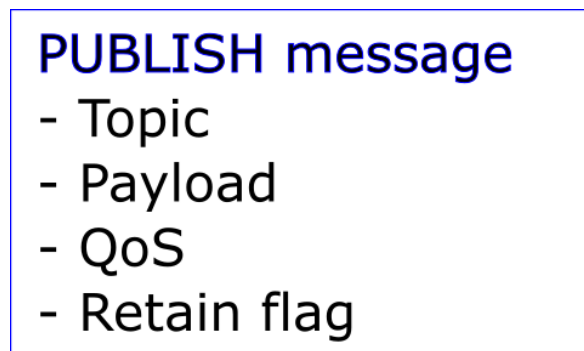 PUBLISH message
- Topic
- Payload
- QoS
- Retain flag